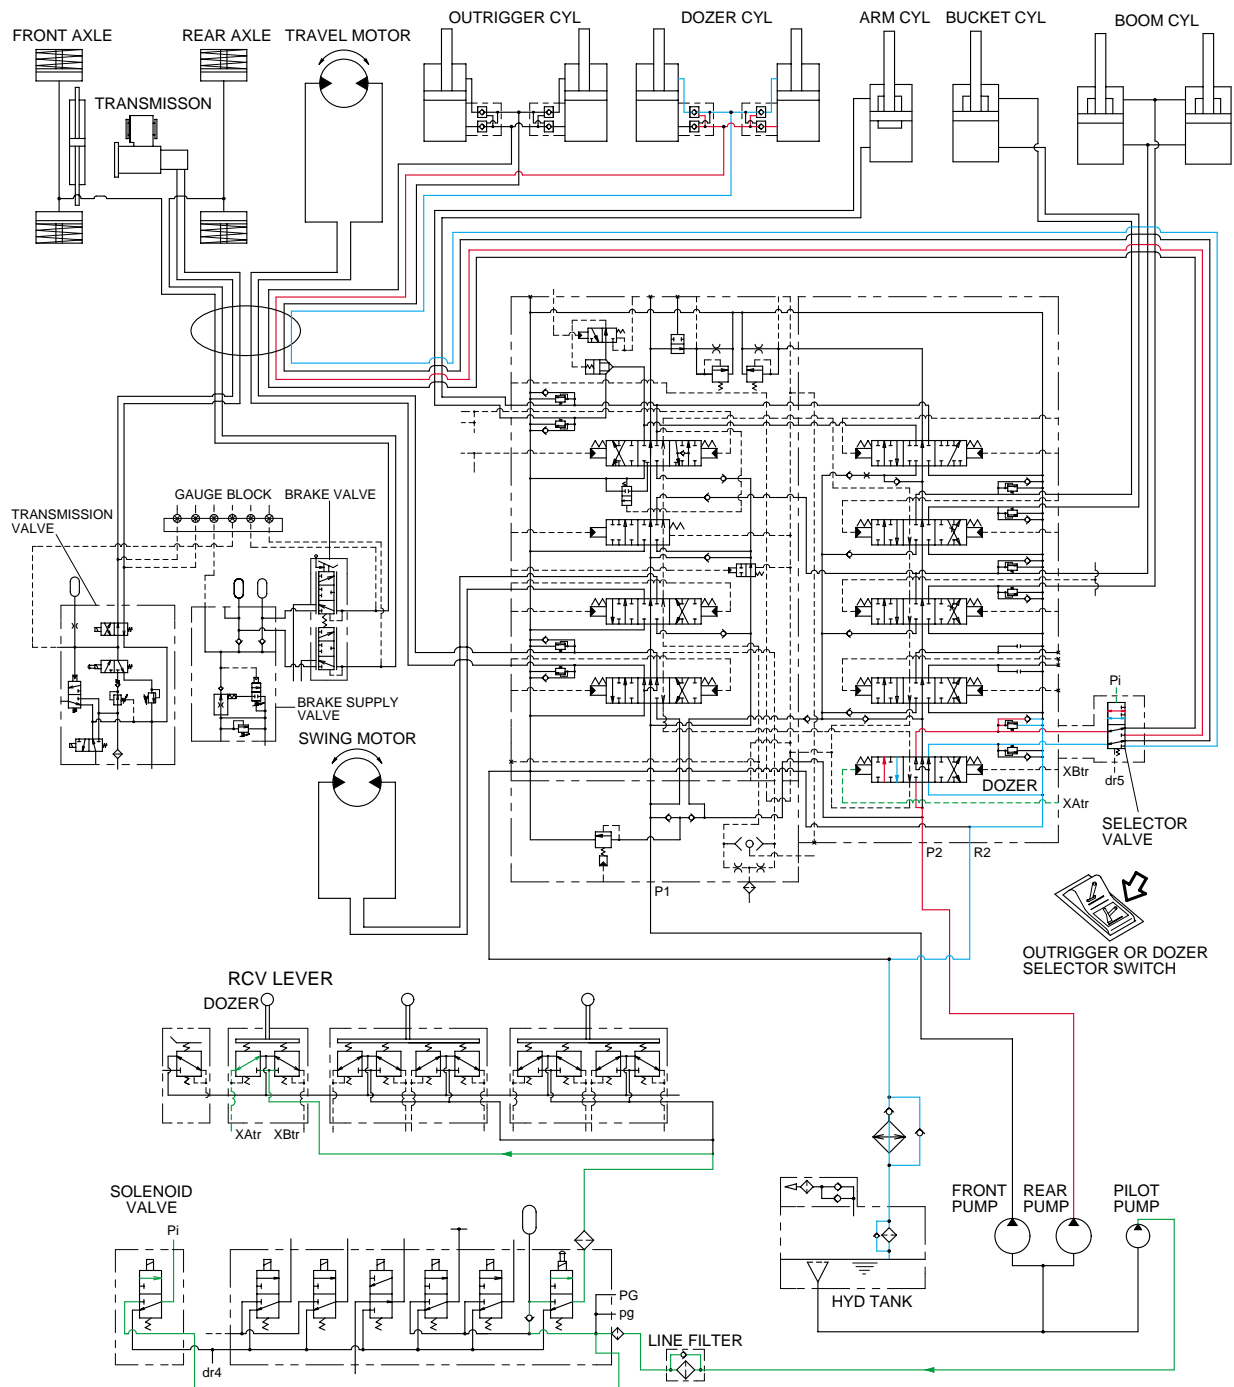 OUTRIGGER CYL
DOZER CYL
ARM CYL
BUCKET CYL
BOOM CYL
FRONT AXLE
REAR AXLE
TRAVEL MOTOR
TRANSMISSON
GAUGE BLOCK
BRAKE VALVE
TRANSMISSION
VALVE
BRAKE SUPPLY
VALVE
SWING MOTOR
Pi
DOZER
XBtr
dr5
XAtr
SELECTOR
VALVE
P2
R2
P1
OUTRIGGER OR DOZER
SELECTOR SWITCH
RCV LEVER
DOZER
XAtr
XBtr
SOLENOID
VALVE
Pi
FRONT
PUMP
REAR
PUMP
PILOT
PUMP
PG
pg
HYD TANK
LINE FILTER
dr4